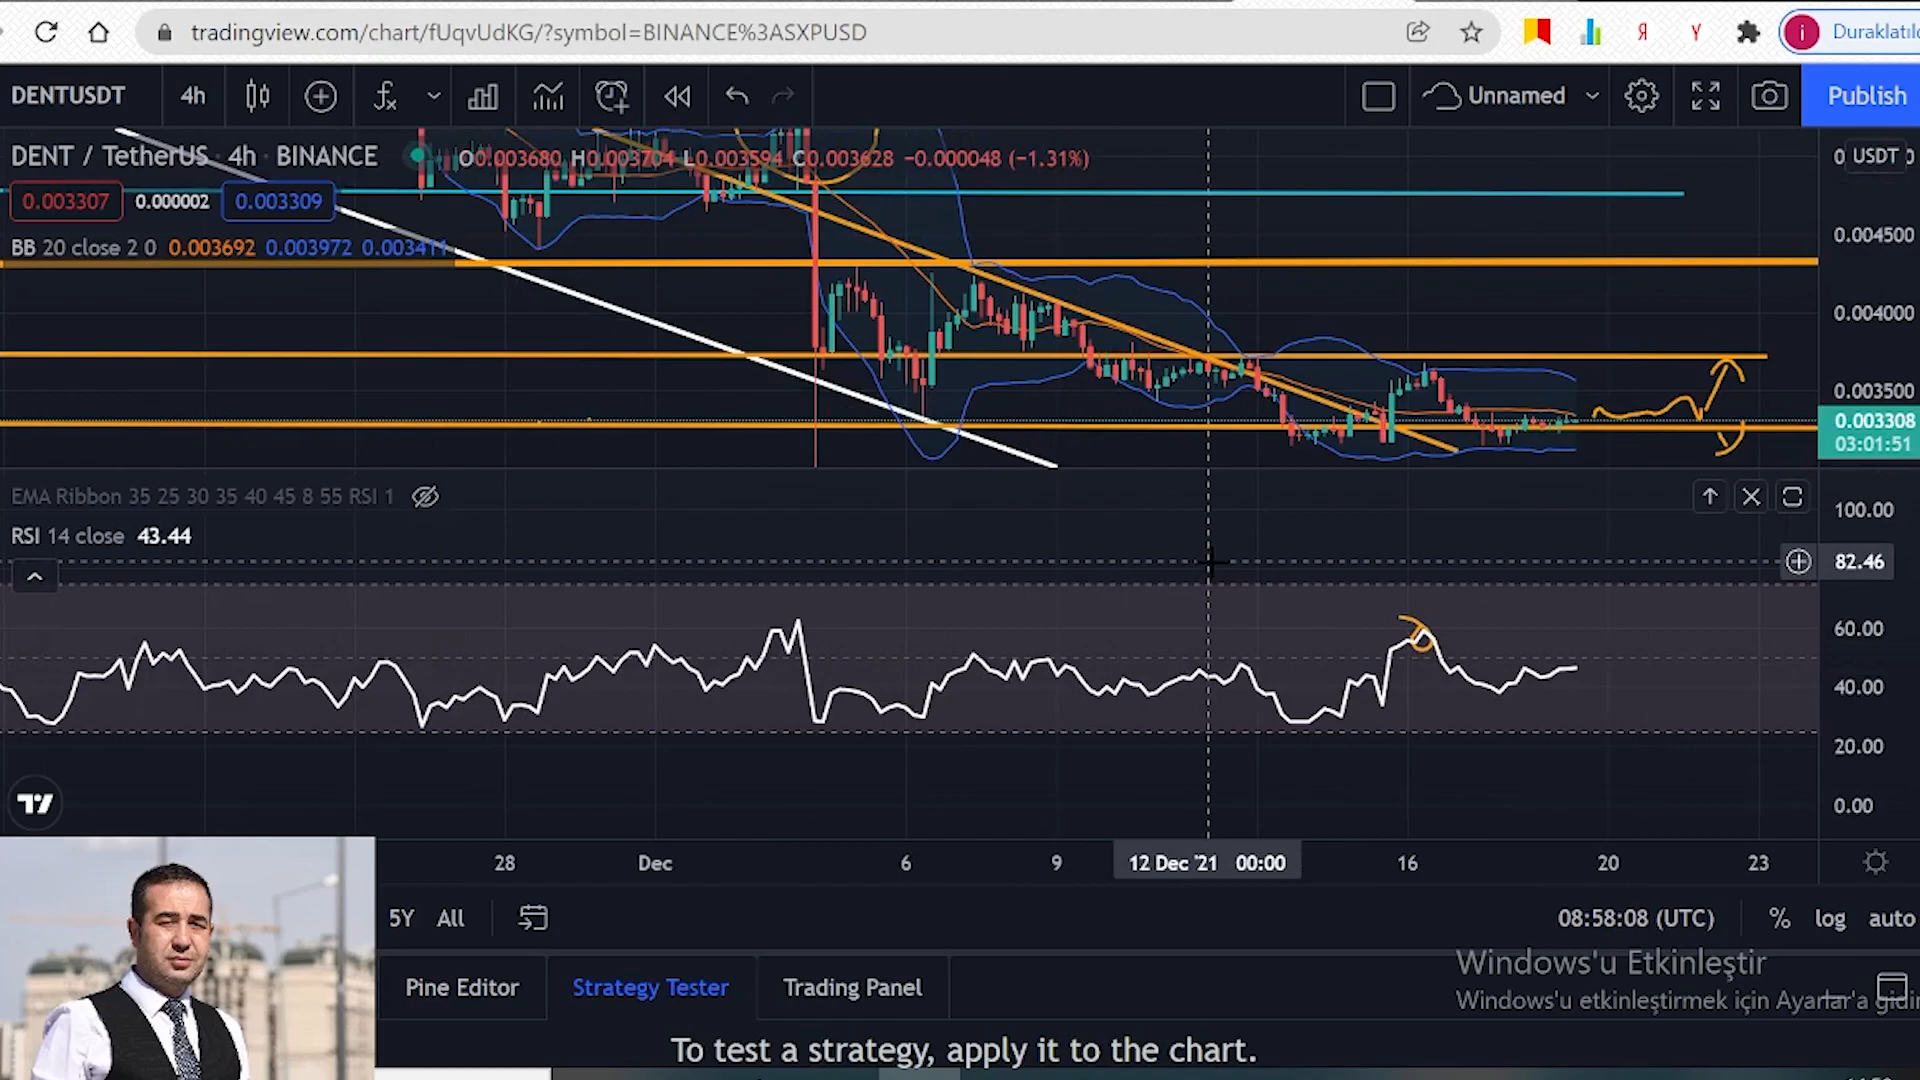 tradingview.com/chart/fUqvUdKG/?symbol=BINANCE%3ASXPUSD
Я Y i Duraklatıl
DENTUSDT 4h fx Unnamed Publish
DENT / TetherUS · 4h · BINANCE O0.003680 H0.003704 L0.003594 C0.003628 −0.000048 (−1.31%) USDT
0.003307 0.000002 0.003309
BB 20 close 2 0 0.003692 0.003972 0.003411
0.004500
0.004000
0.003500
0.003308
03:01:51
EMA Ribbon 35 25 30 35 40 45 8 55 RSI 1
100.00
RSI 14 close 43.44
82.46
60.00
40.00
20.00
0.00
28 Dec 6 9 12 Dec '21 00:00 16 20 23
5Y All 08:58:08 (UTC) % log auto
Windows'u Etkinleştir
Windows'u etkinleştirmek için Ayarlar'a gidin
Pine Editor Strategy Tester Trading Panel
To test a strategy, apply it to the chart.